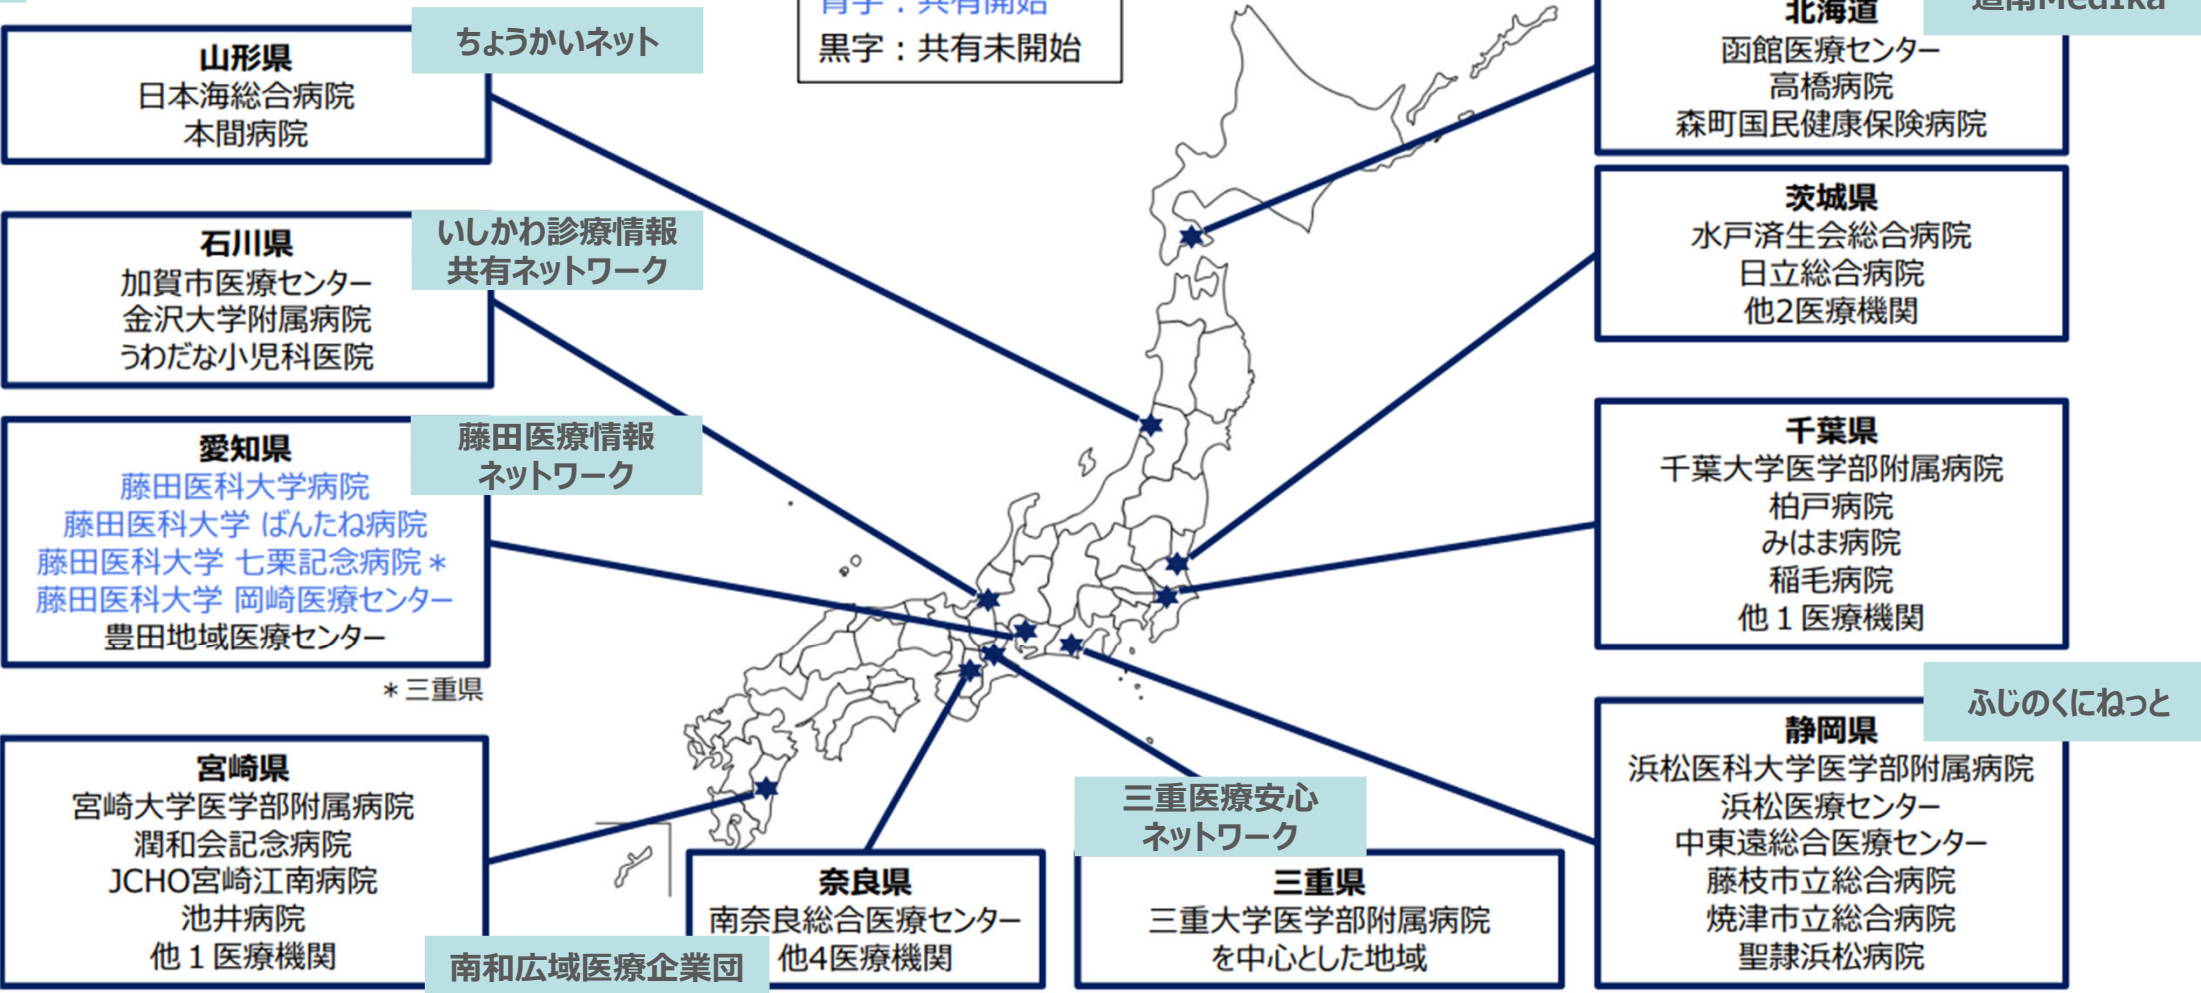 青字：共有開始
黒字：共有未開始
ちょうかいネット
山形県
日本海総合病院
本間病院
いしかわ診療情報
共有ネットワーク
石川県
加賀市医療センター
金沢大学附属病院
うわだな小児科医院
藤田医療情報
ネットワーク
愛知県
藤田医科大学病院
藤田医科大学 ばんたね病院
藤田医科大学 七栗記念病院＊
藤田医科大学 岡崎医療センター
豊田地域医療センター
＊三重県
宮崎県
宮崎大学医学部附属病院
潤和会記念病院
JCHO宮崎江南病院
池井病院
他１医療機関
南和広域医療企業団
奈良県
南奈良総合医療センター
他4医療機関
三重医療安心
ネットワーク
三重県
三重大学医学部附属病院
を中心とした地域
道南MedIka
北海道
函館医療センター
高橋病院
森町国民健康保険病院
茨城県
水戸済生会総合病院
日立総合病院
他2医療機関
千葉県
千葉大学医学部附属病院
柏戸病院
みはま病院
稲毛病院
他１医療機関
ふじのくにねっと
静岡県
浜松医科大学医学部附属病院
浜松医療センター
中東遠総合医療センター
藤枝市立総合病院
焼津市立総合病院
聖隷浜松病院